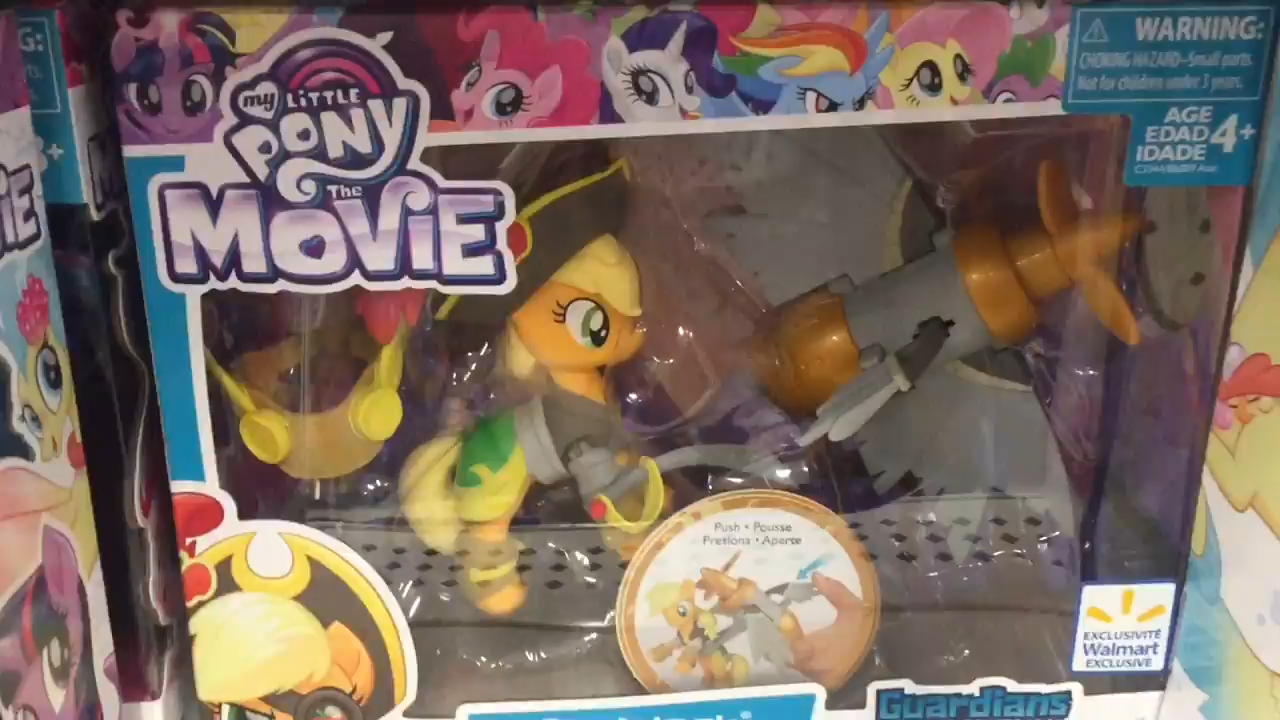 my LiTTLE
PONY
THE
MOViE
WARNING:
CHOKING HAZARD–Small parts.
Not for children under 3 years.
AGE
EDAD 4+
IDADE
Push • Pousse
Presiona • Aperte
EXCLUSIVITÉ
Walmart
EXCLUSIVE
Guardians